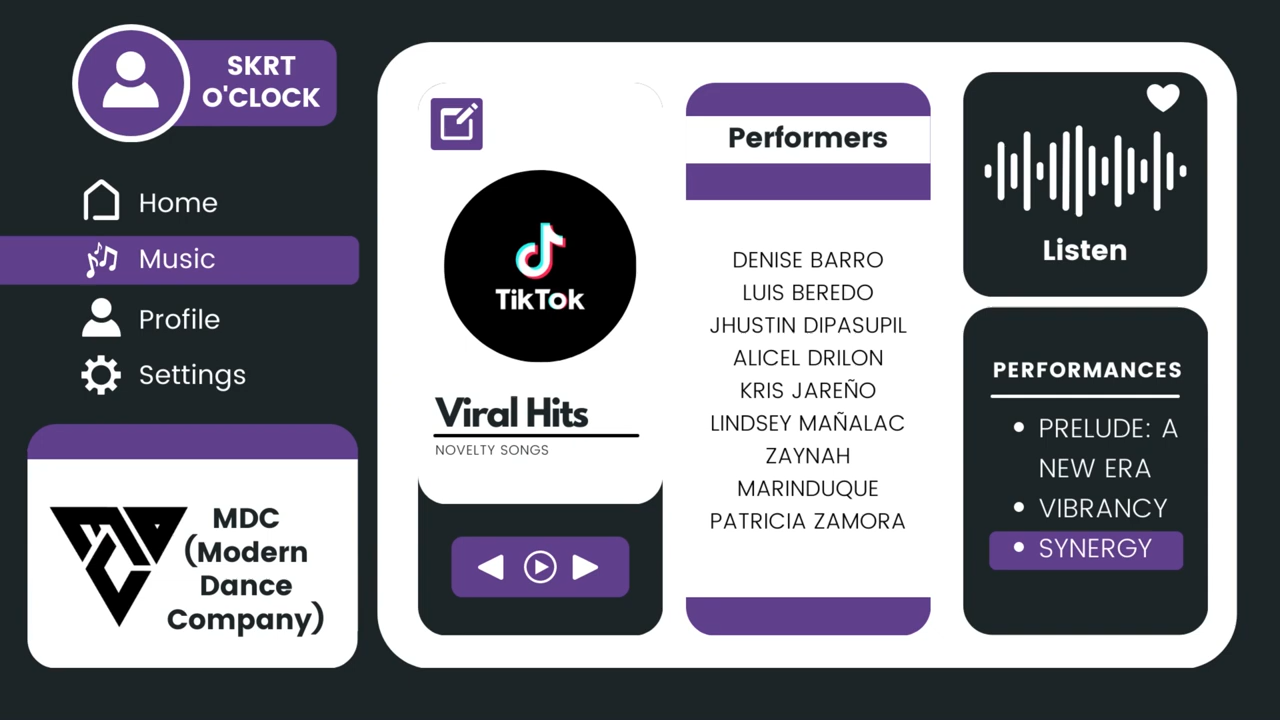 SKRT
O'CLOCK
Home
Music
Profile
Settings
MDC
(Modern
Dance
Company)
TikTok
Viral Hits
NOVELTY SONGS
Performers
DENISE BARRO
LUIS BEREDO
JHUSTIN DIPASUPIL
ALICEL DRILON
KRIS JAREÑO
LINDSEY MAÑALAC
ZAYNAH
MARINDUQUE
PATRICIA ZAMORA
Listen
PERFORMANCES
PRELUDE: A
NEW ERA
VIBRANCY
SYNERGY